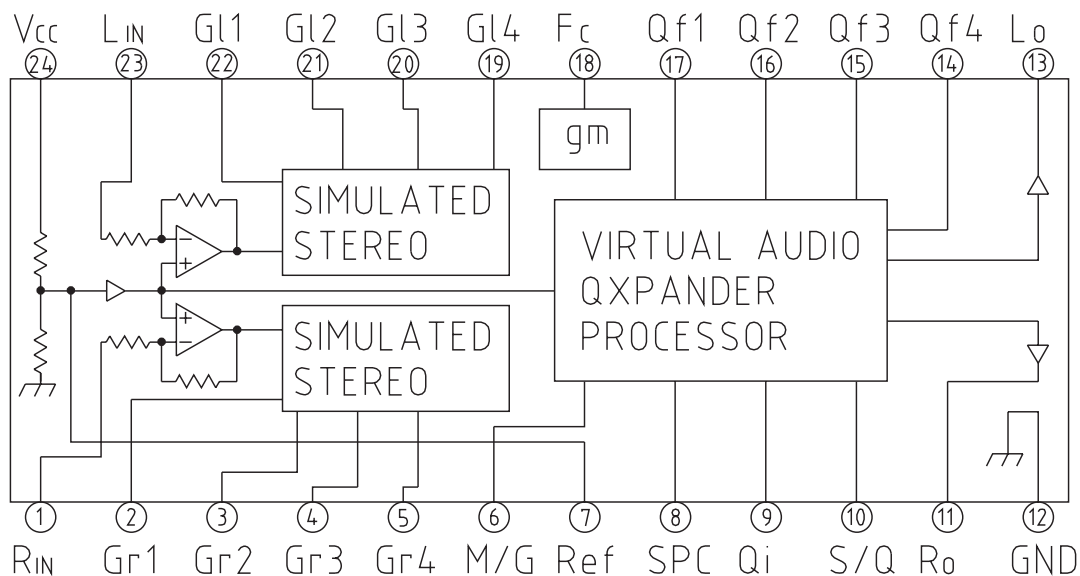 Vcc LIN Gl1 Gl2 Gl3 Gl4 Fc Qf1 Qf2 Qf3 Qf4 Lo
24 23 22 21 20 19 18 17 16 15 14 13
gm
SIMULATED
STEREO
VIRTUAL AUDIO
QXPANDER
PROCESSOR
SIMULATED
STEREO
− +
+ −
1 2 3 4 5 6 7 8 9 10 11 12
RIN Gr1 Gr2 Gr3 Gr4 M/G Ref SPC Qi S/Q Ro GND